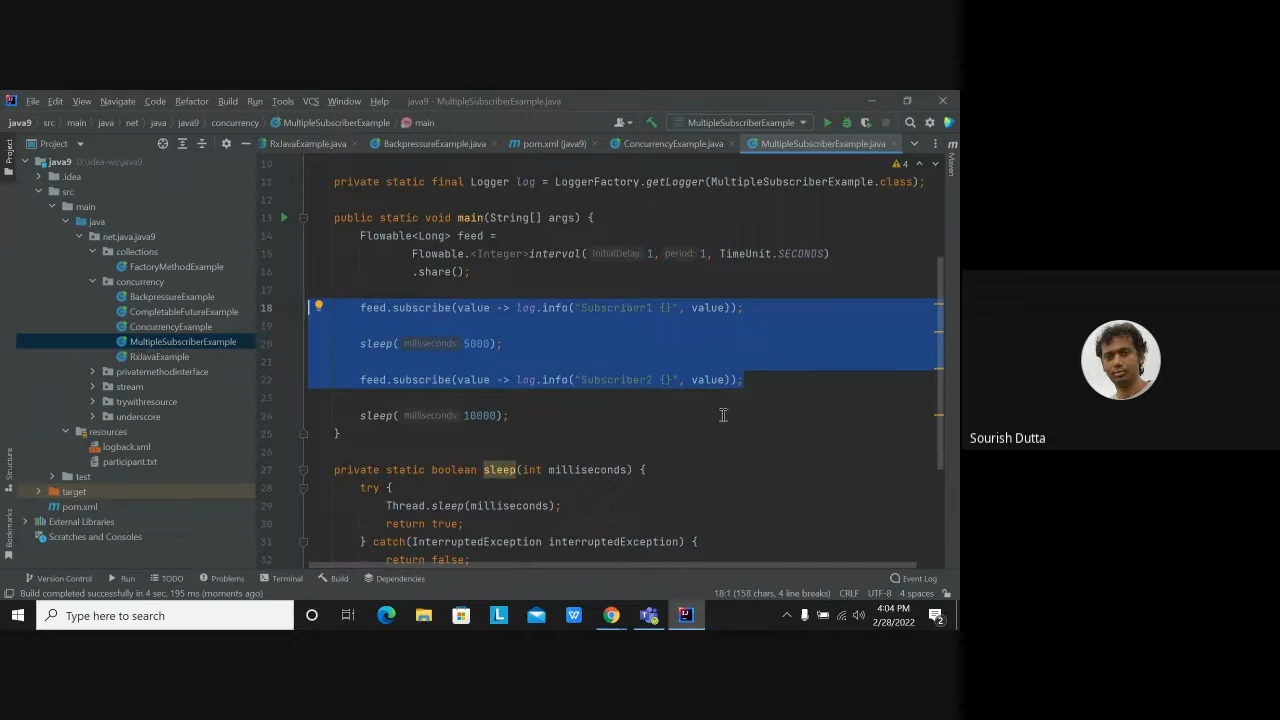 File Edit View Navigate Code Refactor Build Run Tools VCS Window Help java9 - MultipleSubscriberExample.java
java9 src main java net java java9 concurrency MultipleSubscriberExample main
MultipleSubscriberExample
Project
RxJavaExample.java BackpressureExample.java pom.xml (java9) ConcurrencyExample.java MultipleSubscriberExample.java
Project
Structure
Bookmarks
Maven
java9 D:\idea-ws\java9
.idea
src
main
java
net.java.java9
collections
FactoryMethodExample
concurrency
BackpressureExample
CompletableFutureExample
ConcurrencyExample
MultipleSubscriberExample
RxJavaExample
privatemethodinterface
stream
trywithresource
underscore
resources
logback.xml
participant.txt
test
target
pom.xml
External Libraries
Scratches and Consoles
4
10
11 private static final Logger log = LoggerFactory.getLogger(MultipleSubscriberExample.class);
12
13 public static void main(String[] args) {
14 Flowable<Long> feed =
15 Flowable.<Integer>interval( initialDelay: 1, period: 1, TimeUnit.SECONDS)
16 .share();
18 feed.subscribe(value -> log.info("Subscriber1 {}", value));
19
20 sleep( milliseconds: 5000);
21
22 feed.subscribe(value -> log.info("Subscriber2 {}", value));
23
24 sleep( milliseconds: 10000);
25 }
26
27 private static boolean sleep(int milliseconds) {
28 try {
29 Thread.sleep(milliseconds);
30 return true;
31 } catch(InterruptedException interruptedException) {
32 return false;
Version Control Run TODO Problems Terminal Build Dependencies Event Log
Build completed successfully in 4 sec, 195 ms (moments ago) 18:1 (158 chars, 4 line breaks) CRLF UTF-8 4 spaces
Type here to search
L
W
4:04 PM
2/28/2022
2
Sourish Dutta